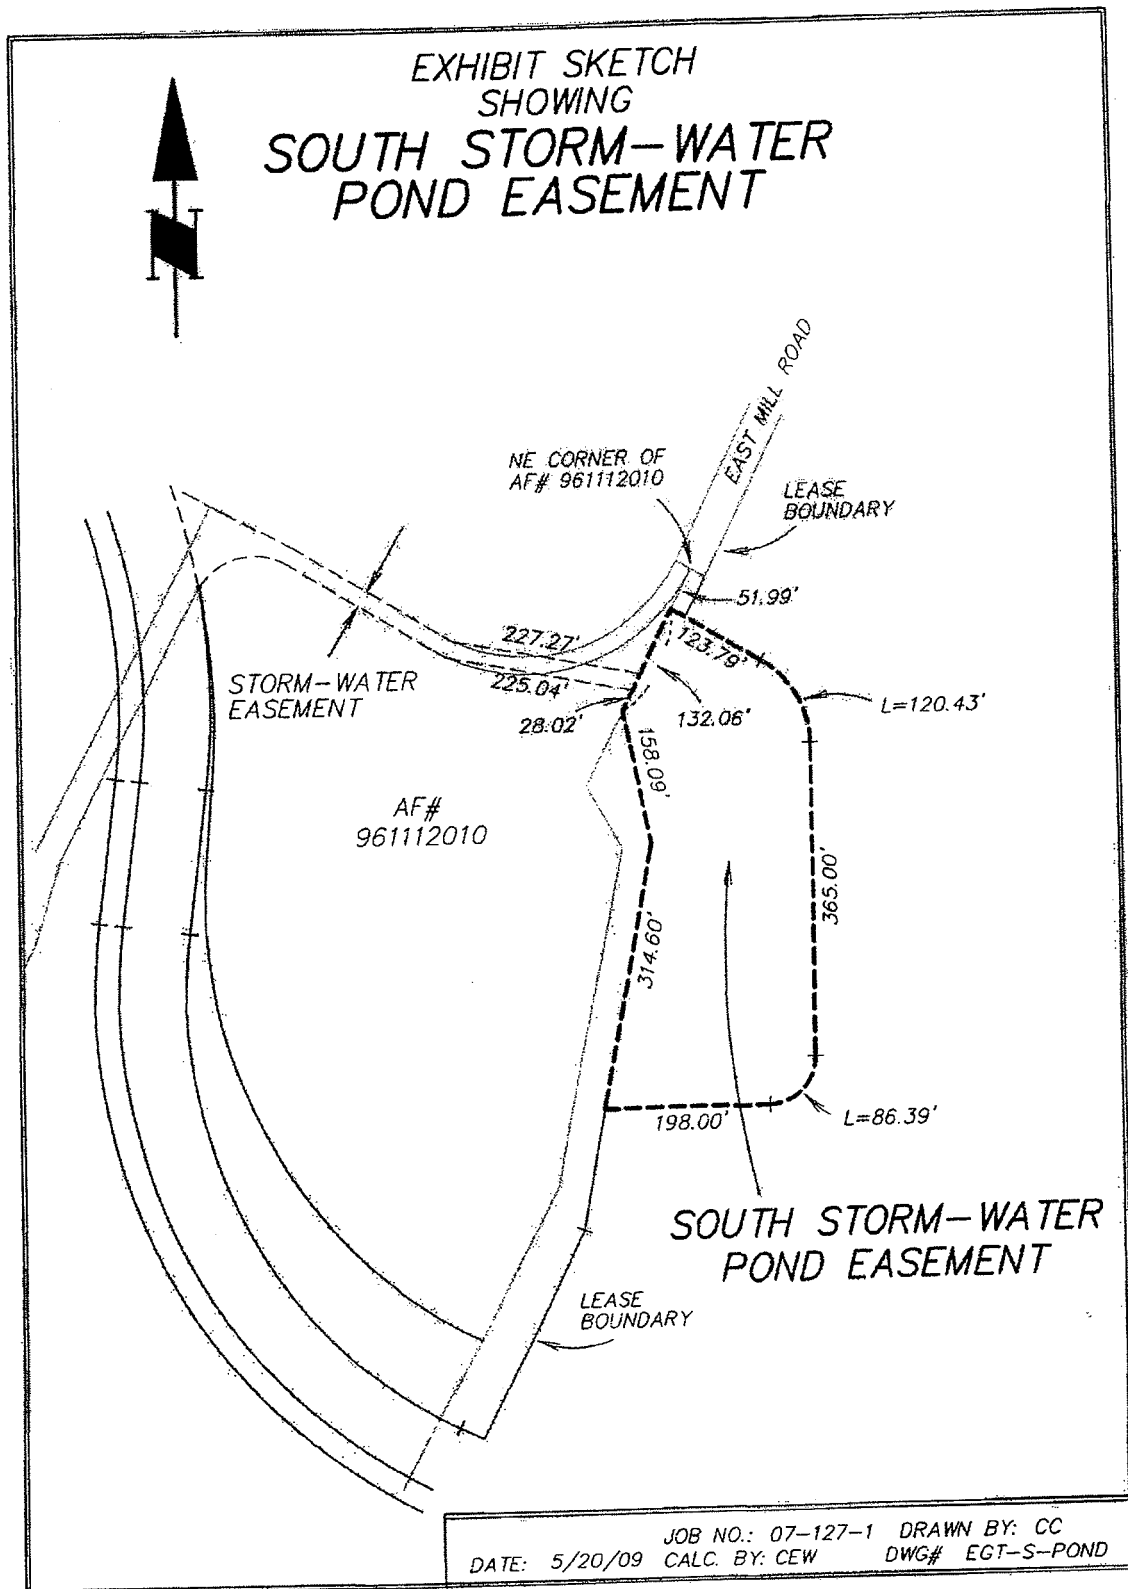 EXHIBIT SKETCH
SHOWING
SOUTH STORM-WATER
POND EASEMENT
N
EAST MILL ROAD
NE CORNER OF
AF# 961112010
LEASE
BOUNDARY
51.99'
123.79'
227.27'
225.04'
STORM-WATER
EASEMENT
28.02'
132.06'
L=120.43'
158.09'
AF#
961112010
365.00'
314.60'
198.00'
L=86.39'
SOUTH STORM-WATER
POND EASEMENT
LEASE
BOUNDARY
JOB NO.: 07-127-1 DRAWN BY: CC
DATE: 5/20/09 CALC. BY: CEW DWG# EGT-S-POND